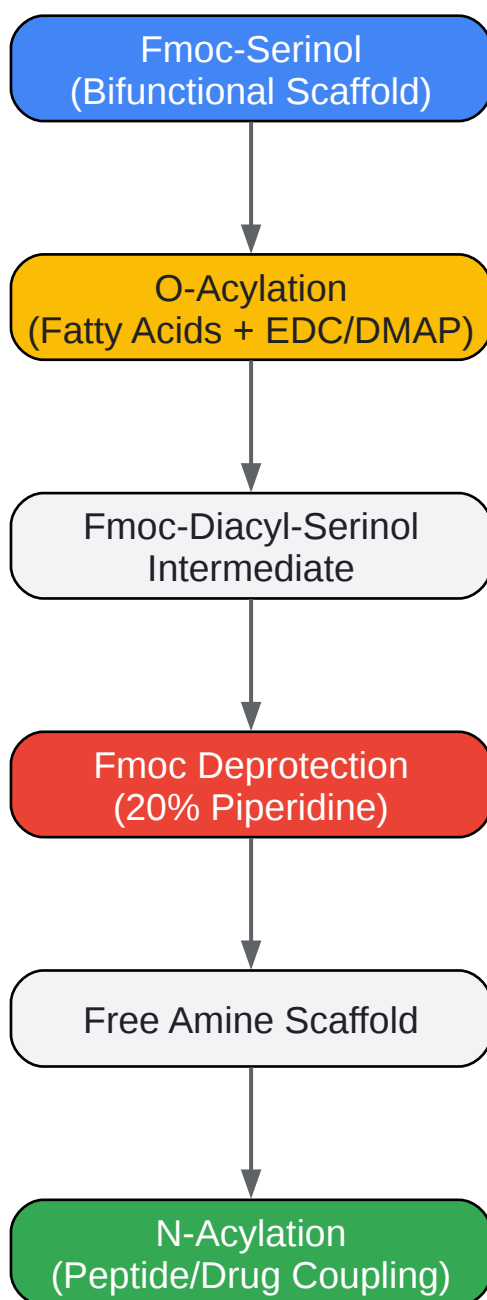 Fmoc-Serinol
(Bifunctional Scaffold)
O-Acylation
(Fatty Acids + EDC/DMAP)
Fmoc-Diacyl-Serinol
Intermediate
Fmoc Deprotection
(20% Piperidine)
Free Amine Scaffold
N-Acylation
(Peptide/Drug Coupling)